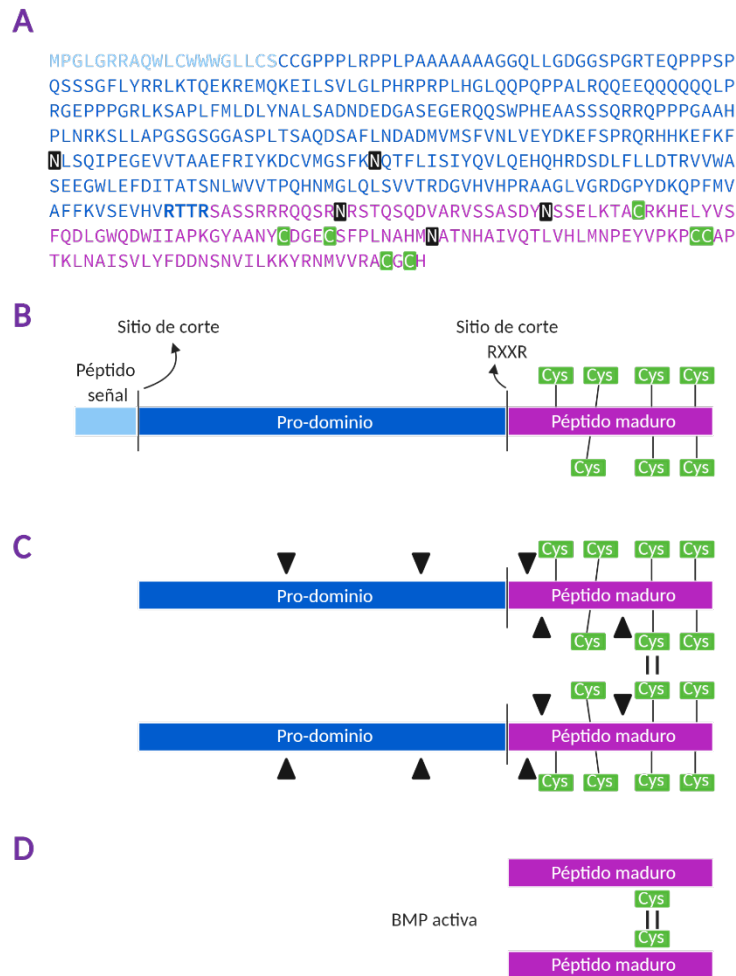 A
MPGLGRRAQWLCWWWGLLCSCCGPPPLRPPLPAAAAAAAGGQLLGDGGSPGRTEQPPPSP
QSSSGFLYRRLKTQEKREMQKEILSVLGLPHRPRPLHGLQQPQPPALRQQEEQQQQQQLP
RGEPPPGRLKSAPLFMLDLYNALSADNDEDGASEGERQQSWPHEAASSSQRRQPPPGAAH
PLNRKSLLAPGSGSGGASPLTSAQDSAFLNDADMVMSFVNLVEYDKEFSPRQRHHKEFKF
NLSQIPEGEVVTAAEFRIYKDCVMGSFKNQTFLISIYQVLQEHQHRDSDLFLLDTRVVWA
SEEGWLEFDITATSNLWVVTPQHNMGLQLSVVTRDGVHVHPRAAGLVGRDGPYDKQPFMV
AFFKVSEVHVRTTRSASSRRRQQSRNRSTQSQDVARVSSASDYNSSELKTACRKHELYVS
FQDLGWQDWIIAPKGYAANYCDGECSFPLNAHMNATNHAIVQTLVHLMNPEYVPKPCCAP
TKLNAISVLYFDDNSNVILKKYRNMVVRACGCH
B
Sitio de corte Sitio de corte
RXXR
Péptido
señal
Cys Cys Cys Cys
Pro-dominio Péptido maduro
Cys Cys Cys
C
Cys Cys Cys Cys
Pro-dominio Péptido maduro
Cys Cys Cys
Cys Cys Cys
Pro-dominio Péptido maduro
Cys Cys Cys Cys
D
Péptido maduro
Cys
BMP activa
Cys
Péptido maduro